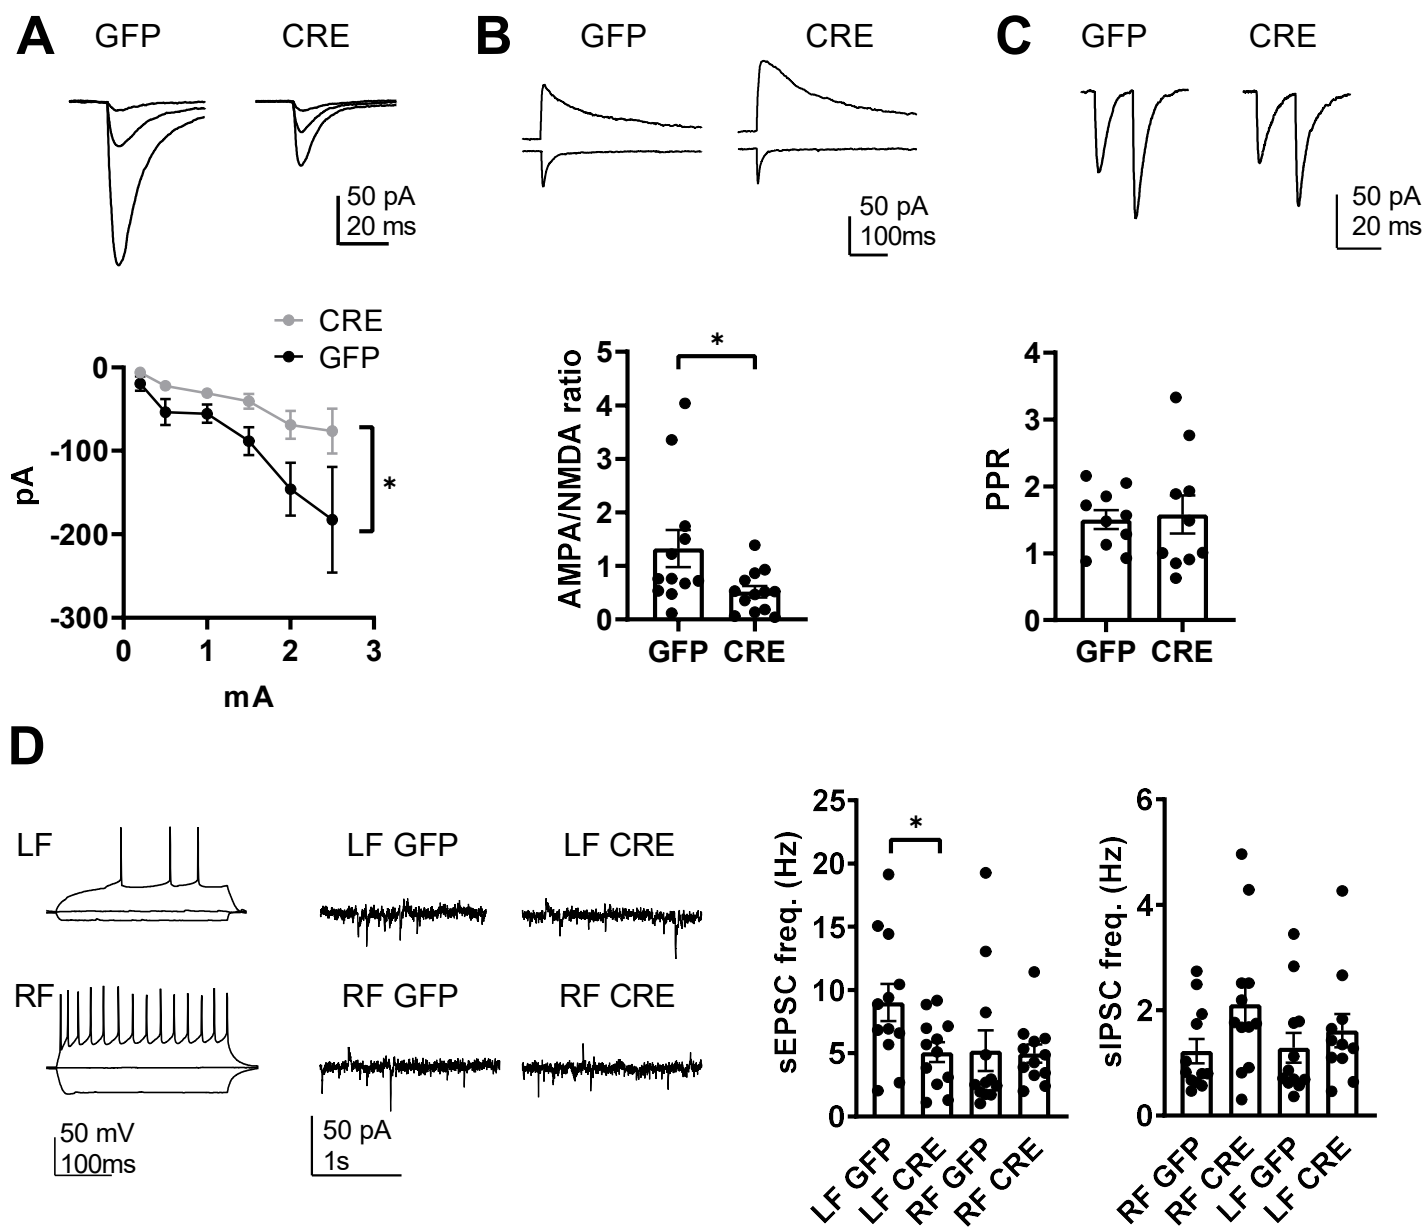 A
GFP
CRE
50 pA
20 ms
CRE
GFP
0
-100
-200
-300
pA
*
0
1
2
3
mA
B
GFP
CRE
50 pA
100ms
AMPA/NMDA ratio
5
4
3
2
1
0
*
GFP
CRE
C
GFP
CRE
50 pA
20 ms
PPR
4
3
2
1
0
GFP
CRE
D
LF
RF
50 mV
100ms
LF GFP
LF CRE
RF GFP
RF CRE
50 pA
1s
sEPSC freq. (Hz)
25
20
15
10
5
0
*
LF GFP
LF CRE
RF GFP
RF CRE
sIPSC freq. (Hz)
6
4
2
0
RF GFP
RF CRE
LF GFP
LF CRE